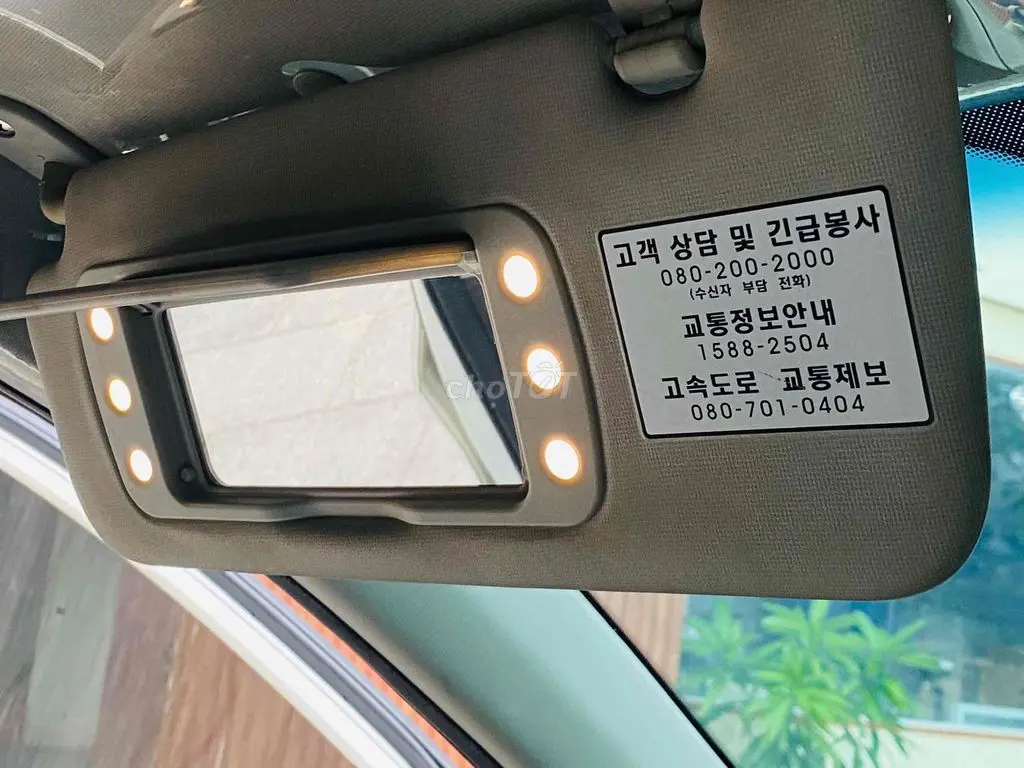 고객 상담 및 긴급봉사
080-200-2000
(수신자 부담 전화)
교통정보안내
1588-2504
고속도로 교통제보
080-701-0404
choTỐT